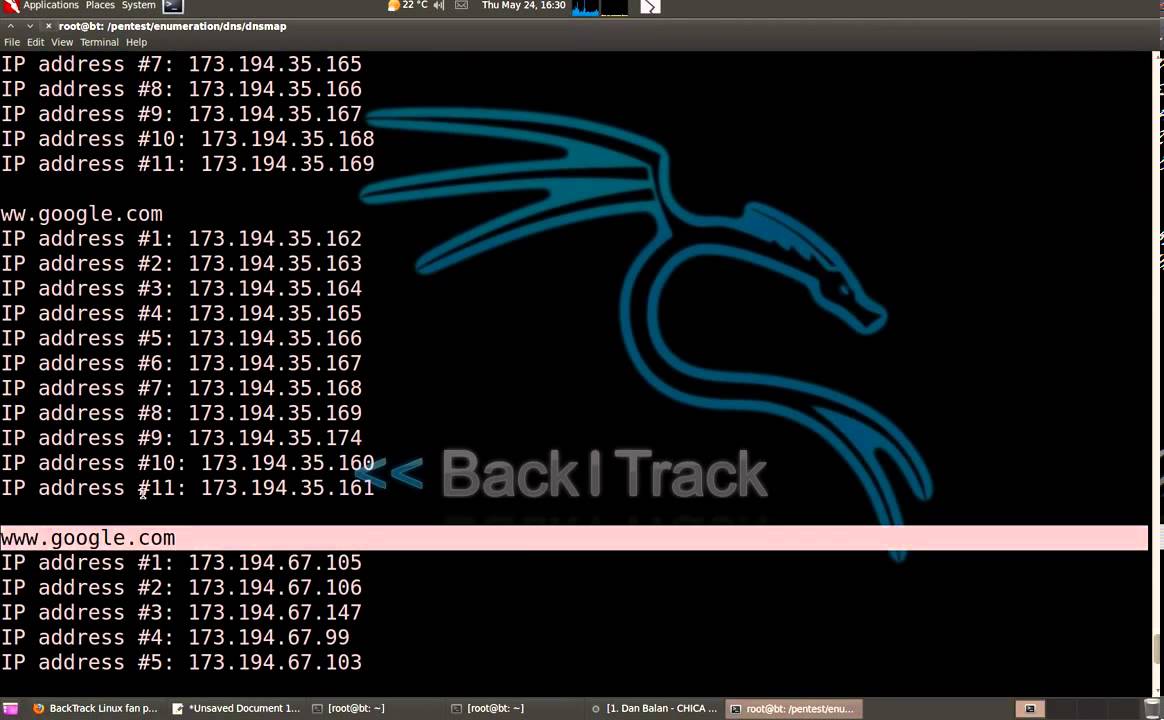 Applications Places System
22 °C
Thu May 24, 16:30
root@bt: /pentest/enumeration/dns/dnsmap
File Edit View Terminal Help
IP address #7: 173.194.35.165
IP address #8: 173.194.35.166
IP address #9: 173.194.35.167
IP address #10: 173.194.35.168
IP address #11: 173.194.35.169
ww.google.com
IP address #1: 173.194.35.162
IP address #2: 173.194.35.163
IP address #3: 173.194.35.164
IP address #4: 173.194.35.165
IP address #5: 173.194.35.166
IP address #6: 173.194.35.167
IP address #7: 173.194.35.168
IP address #8: 173.194.35.169
IP address #9: 173.194.35.174
IP address #10: 173.194.35.160
IP address #11: 173.194.35.161
<< Back|Track
www.google.com
IP address #1: 173.194.67.105
IP address #2: 173.194.67.106
IP address #3: 173.194.67.147
IP address #4: 173.194.67.99
IP address #5: 173.194.67.103
BackTrack Linux fan p...
*Unsaved Document 1...
[root@bt: ~]
[root@bt: ~]
[1. Dan Balan - CHICA ...
root@bt: /pentest/enu...